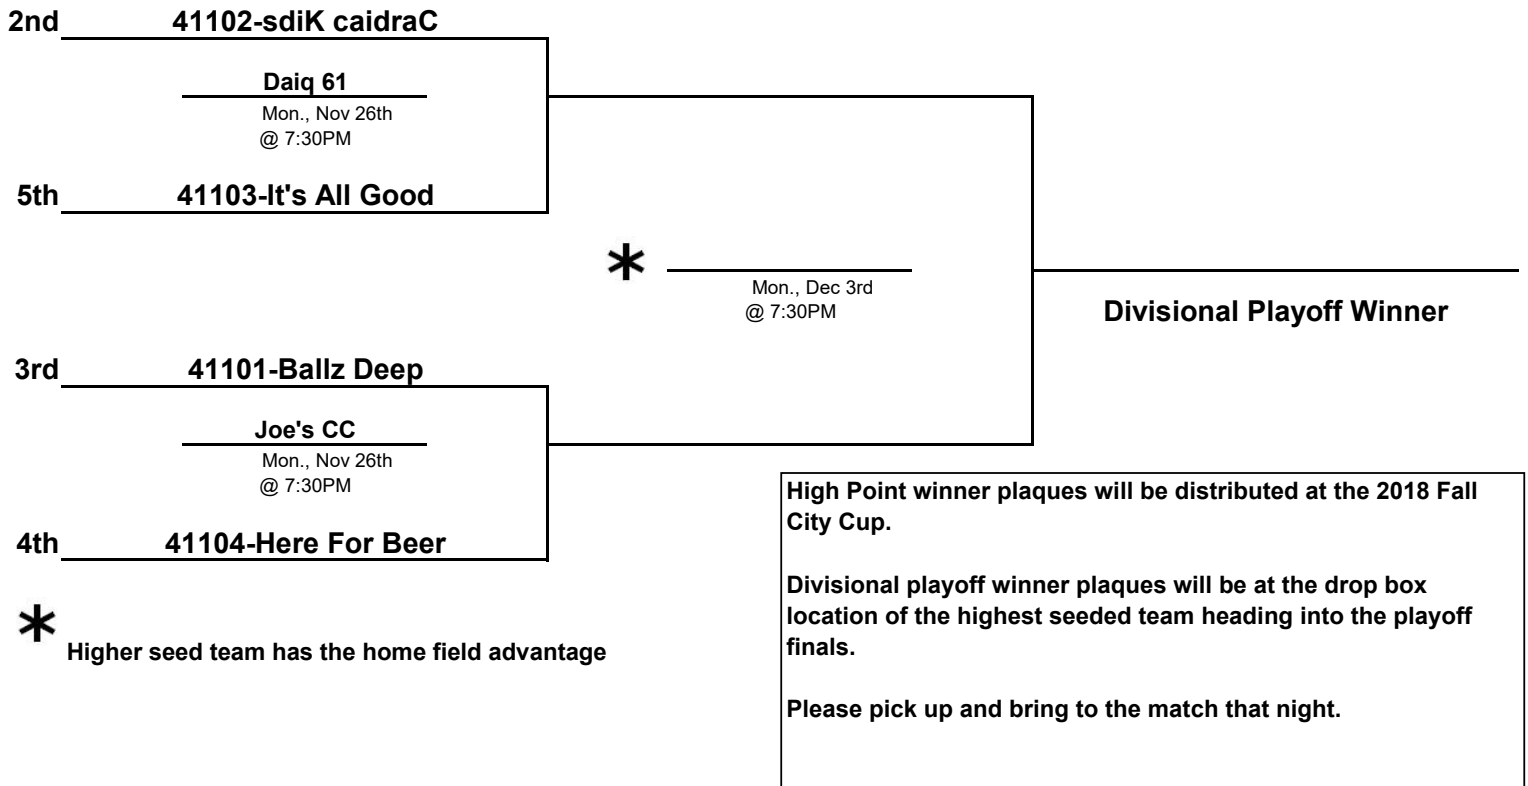 2nd 41102-sdiK caidraC
Daiq 61
Mon., Nov 26th
@ 7:30PM
5th 41103-It's All Good
*
Mon., Dec 3rd
@ 7:30PM
Divisional Playoff Winner
3rd 41101-Ballz Deep
Joe's CC
Mon., Nov 26th
@ 7:30PM
4th 41104-Here For Beer
*
Higher seed team has the home field advantage
High Point winner plaques will be distributed at the 2018 Fall
City Cup.
Divisional playoff winner plaques will be at the drop box
location of the highest seeded team heading into the playoff
finals.
Please pick up and bring to the match that night.